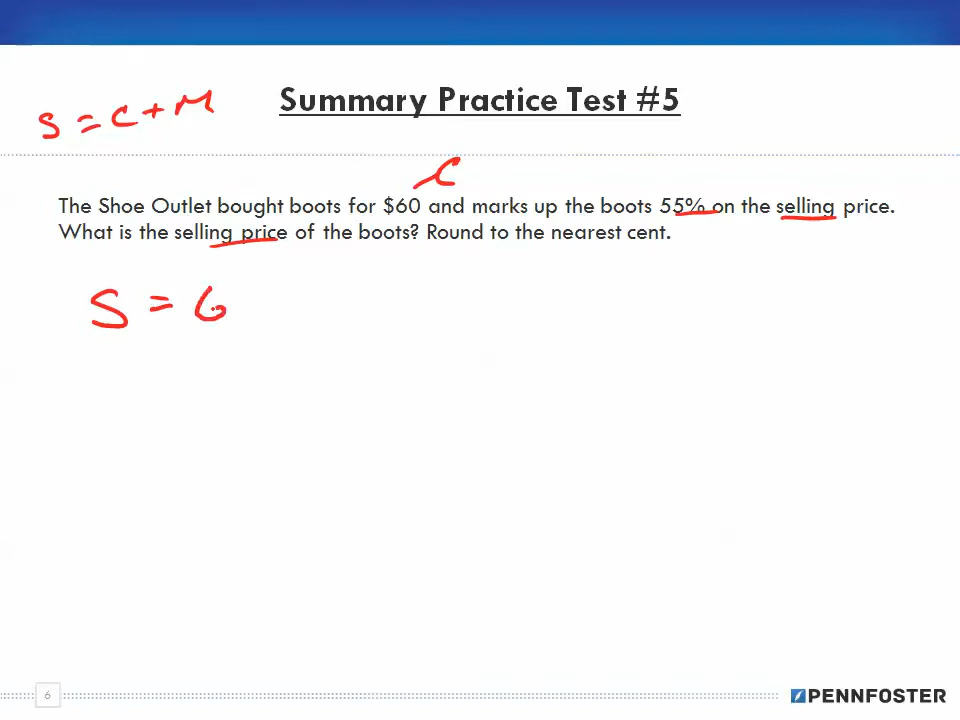 Summary Practice Test #5
S = C + M
C
The Shoe Outlet bought boots for $60 and marks up the boots 55% on the selling price.
What is the selling price of the boots? Round to the nearest cent.
S = 6
6
PENNFOSTER